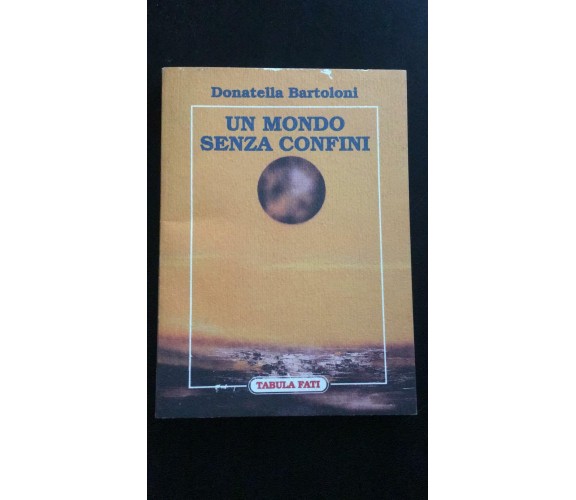 Donatella Bartoloni
UN MONDO
SENZA CONFINI
TABULA FATI